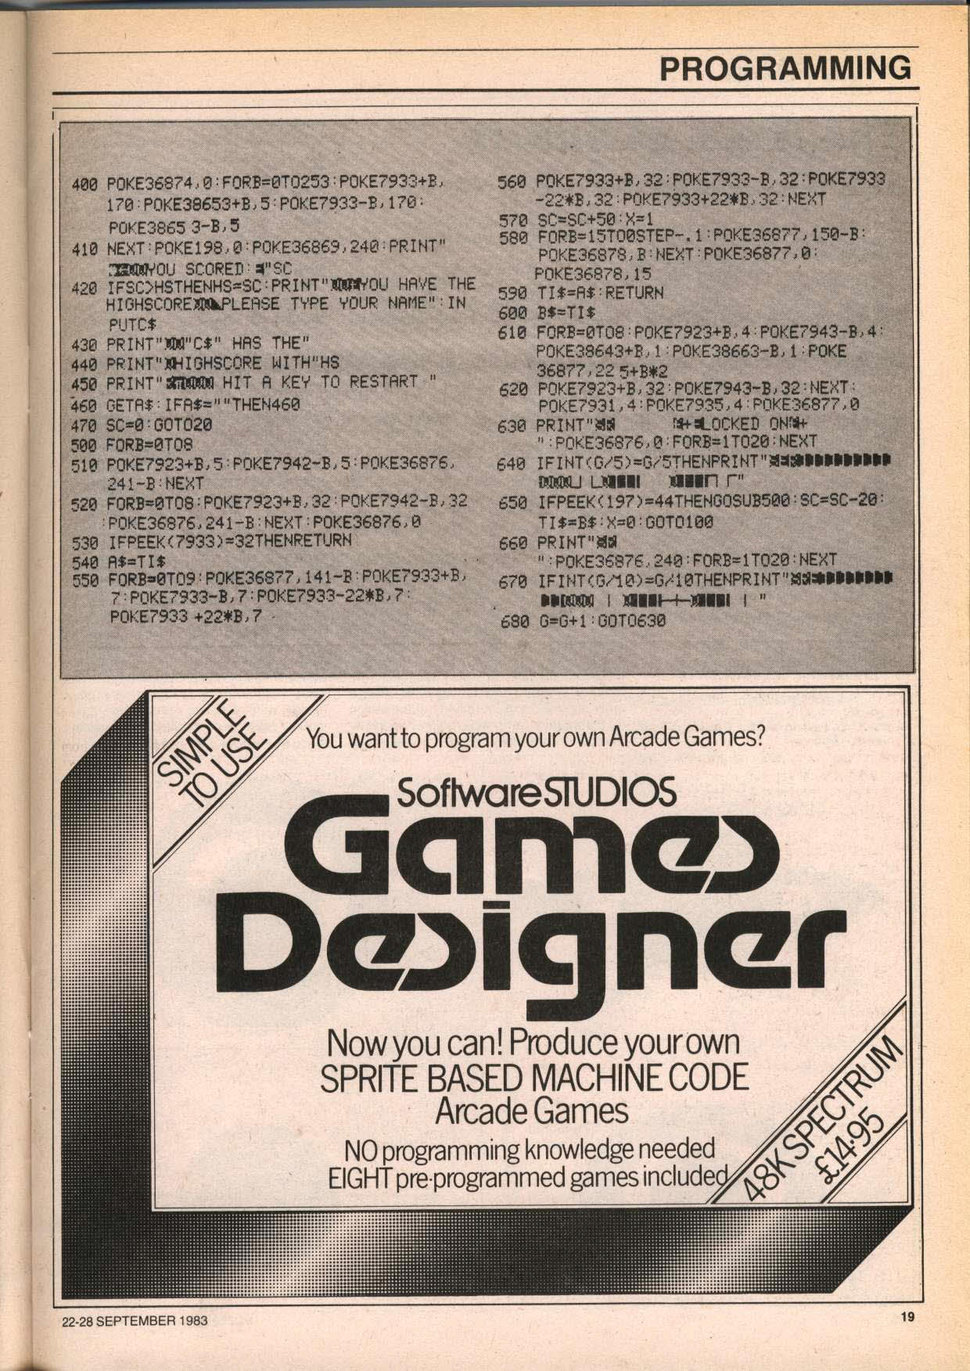 PROGRAMMING
400 POKE36874,0:FORB=0TO253:POKE7933+B,
170:POKE38653+B,5:POKE7933-B,170:
POKE3865 3-B,5
410 NEXT:POKE198,0:POKE36869,240:PRINT"
YOU SCORED: "SC
420 IFSC>HSTHENHS=SC:PRINT" YOU HAVE THE
HIGHSCORE PLEASE TYPE YOUR NAME":IN
PUTC$
430 PRINT" "C$" HAS THE"
440 PRINT" HIGHSCORE WITH"HS
450 PRINT" HIT A KEY TO RESTART "
460 GETA$:IFA$=""THEN460
470 SC=0:GOTO20
500 FORB=0TO8
510 POKE7923+B,5:POKE7942-B,5:POKE36876,
241-B:NEXT
520 FORB=0TO8:POKE7923+B,32:POKE7942-B,32
:POKE36876,241-B:NEXT:POKE36876,0
530 IFPEEK(7933)=32THENRETURN
540 A$=TI$
550 FORB=0TO9:POKE36877,141-B:POKE7933+B,
7:POKE7933-B,7:POKE7933-22*B,7:
POKE7933 +22*B,7
560 POKE7933+B,32:POKE7933-B,32:POKE7933
-22*B,32:POKE7933+22*B,32:NEXT
570 SC=SC+50:X=1
580 FORB=15TO0STEP-.1:POKE36877,150-B:
POKE36878,B:NEXT:POKE36877,0:
POKE36878,15
590 TI$=A$:RETURN
600 B$=TI$
610 FORB=0TO8:POKE7923+B,4:POKE7943-B,4:
POKE38643+B,1:POKE38663-B,1:POKE
36877,22 5+B*2
620 POKE7923+B,32:POKE7943-B,32:NEXT:
POKE7931,4:POKE7935,4:POKE36877,0
630 PRINT" LOCKED ON
":POKE36876,0:FORB=1TO20:NEXT
640 IFINT(G/5)=G/5THENPRINT"
"
650 IFPEEK(197)=44THENGOSUB500:SC=SC-20:
TI$=B$:X=0:GOTO100
660 PRINT"
":POKE36876,240:FORB=1TO20:NEXT
670 IFINT(G/10)=G/10THENPRINT"
"
680 G=G+1:GOTO630
SIMPLE
TO USE
You want to program your own Arcade Games?
Software STUDIOS
Games
Designer
Now you can! Produce your own
SPRITE BASED MACHINE CODE
Arcade Games
NO programming knowledge needed
EIGHT pre-programmed games included
48K SPECTRUM
£14·95
22-28 SEPTEMBER 1983
19